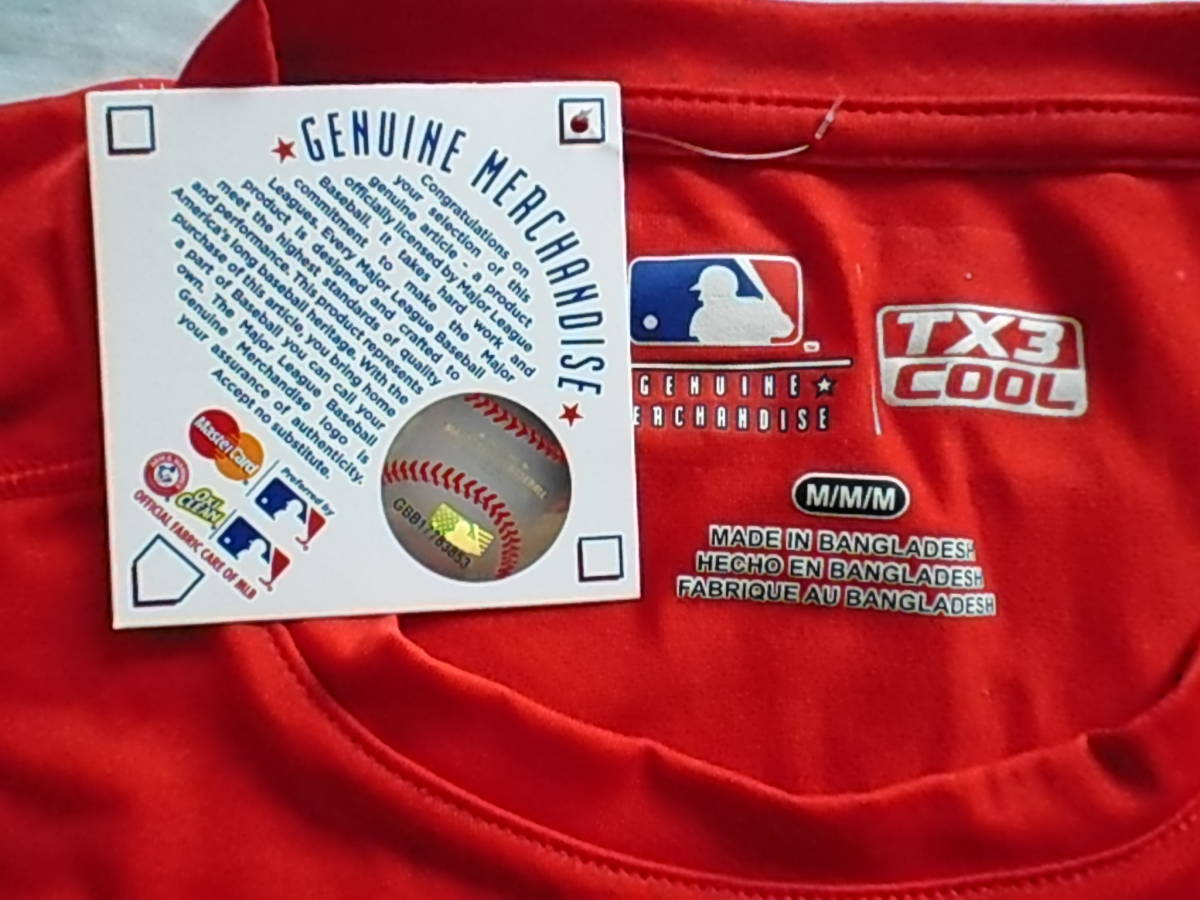 GENUINE MERCHANDISE
Congratulations on
your selection of this
genuine article - a product
officially licensed by Major League
Baseball. It takes hard work and
commitment to make the Major
Leagues. Every Major League Baseball
product is designed and crafted to
meet the highest standards of quality
and performance. This product represents
America's long baseball heritage. With the
purchase of this article, you bring home
a part of Baseball you can call your
own. The Major League Baseball
Genuine Merchandise logo is
your assurance of authenticity.
Accept no substitute.
MasterCard
Preferred by
OxiClean
OFFICIAL FABRIC CARE OF MLB
GENUINE
MERCHANDISE
TX3
COOL
M/M/M
MADE IN BANGLADESH
HECHO EN BANGLADESH
FABRIQUE AU BANGLADESH